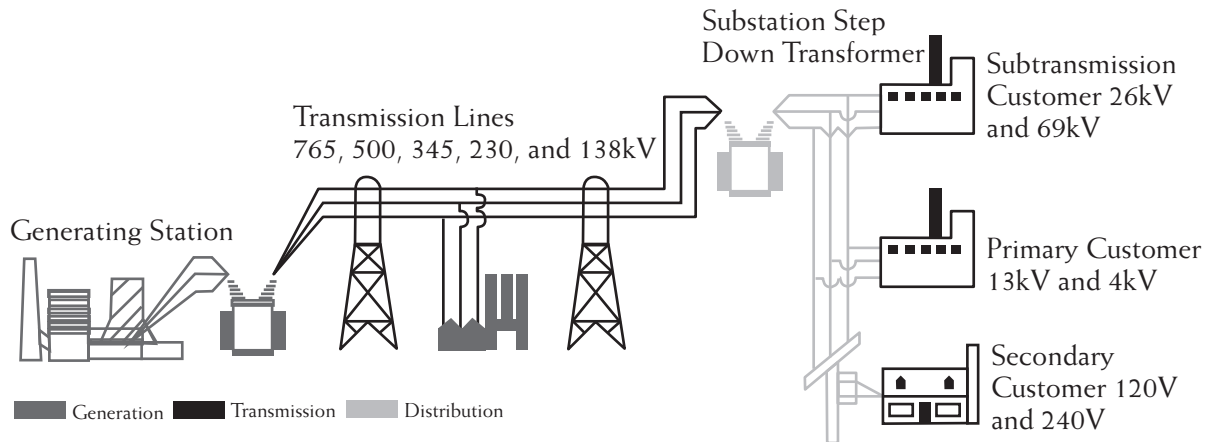 Substation Step
Down Transformer
Subtransmission
Customer 26kV
and 69kV
Transmission Lines
765, 500, 345, 230, and 138kV
Generating Station
Primary Customer
13kV and 4kV
Secondary
Customer 120V
and 240V
Generation
Transmission
Distribution